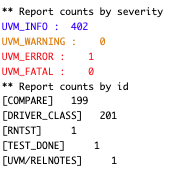 ** Report counts by severity
UVM_INFO :  402
UVM_WARNING :    0
UVM_ERROR :    1
UVM_FATAL :    0
** Report counts by id
[COMPARE]   199
[DRIVER_CLASS]   201
[RNTST]     1
[TEST_DONE]     1
[UVM/RELNOTES]     1